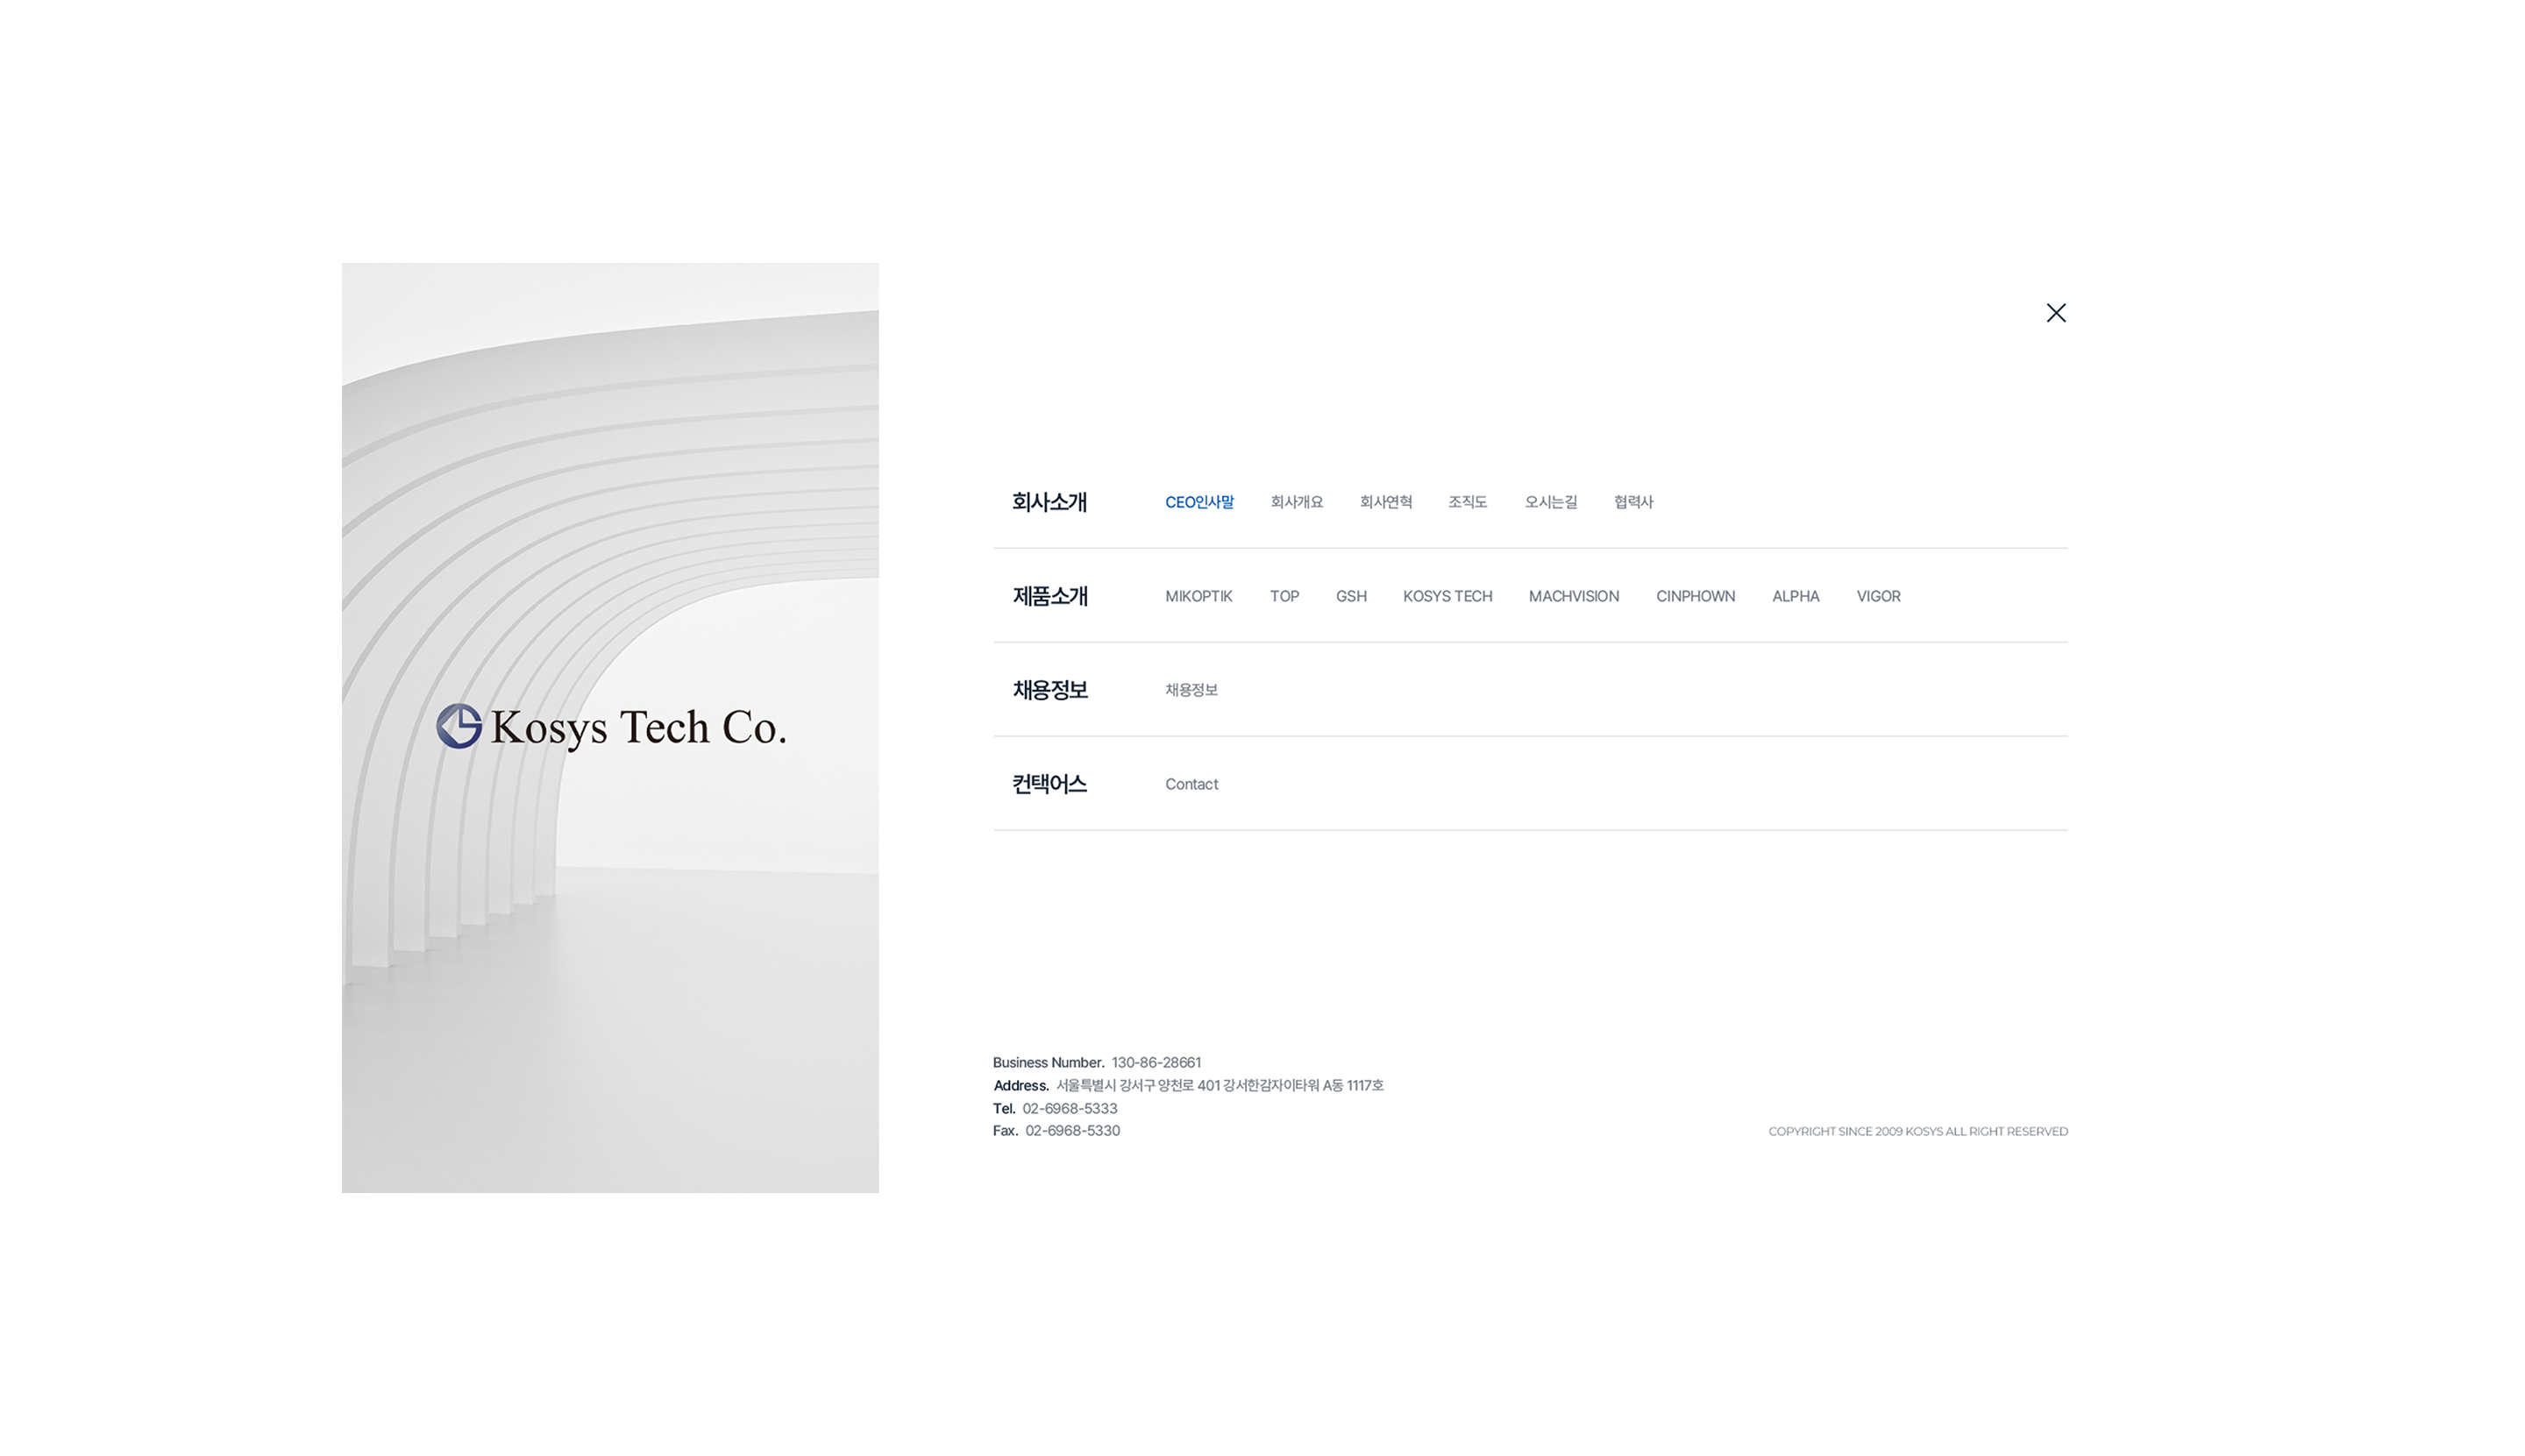 Kosys Tech Co.
회사소개 CEO인사말 회사개요 회사연혁 조직도 오시는길 협력사
제품소개 MIKOPTIK TOP GSH KOSYS TECH MACHVISION CINPHOWN ALPHA VIGOR
채용정보 채용정보
컨택어스 Contact
Business Number. 130-86-28661
Address. 서울특별시 강서구 양천로 401 강서한강자이타워 A동 1117호
Tel. 02-6968-5333
Fax. 02-6968-5330
COPYRIGHT SINCE 2009 KOSYS ALL RIGHT RESERVED